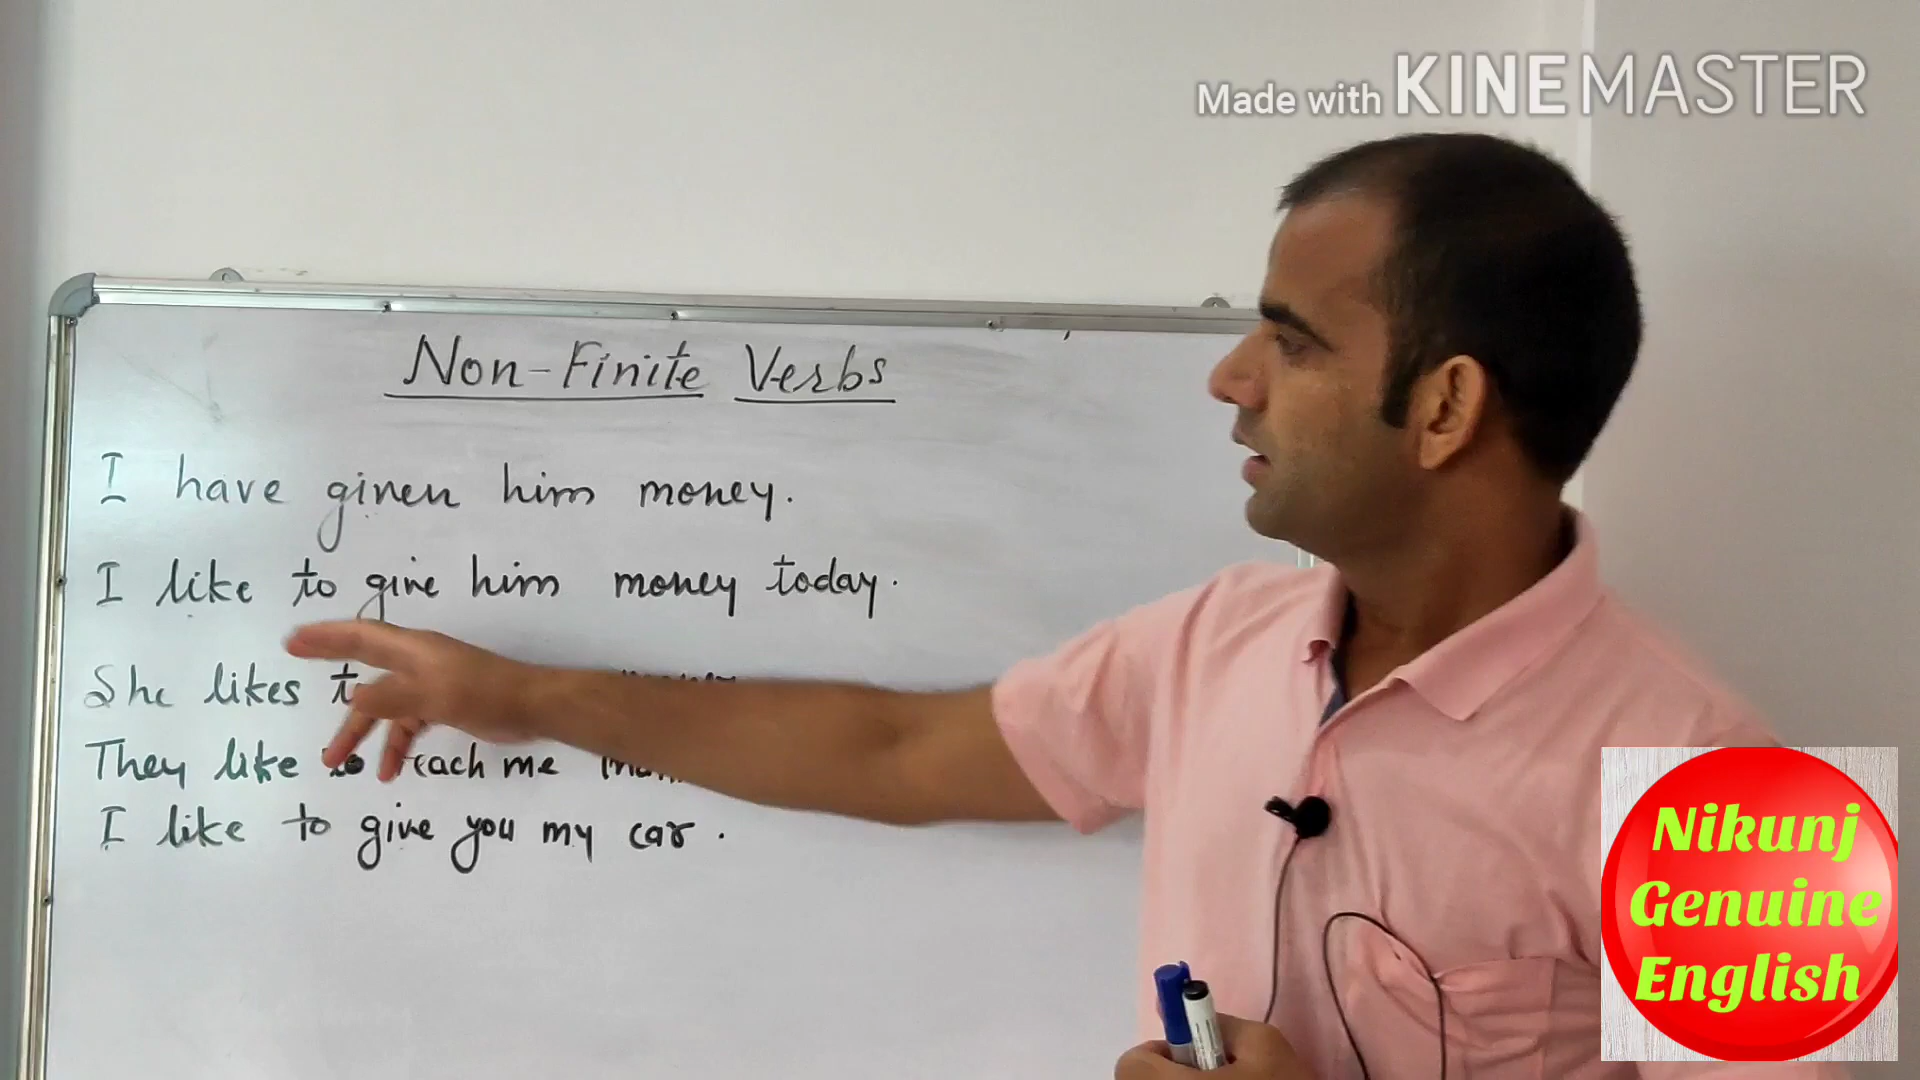 Made with KINEMASTER
Non-Finite Verbs
I have given him money.
I like to give him money today.
She likes
They like me
I like to give you my car.
Nikunj
Genuine
English